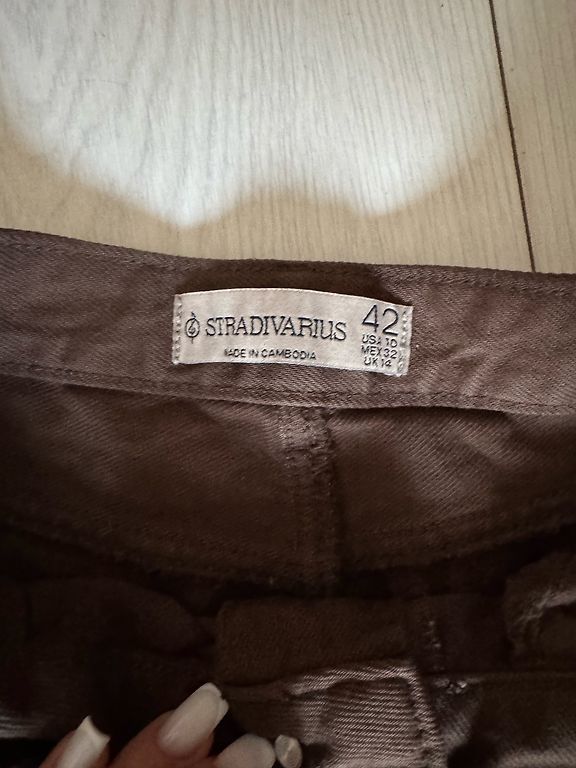 STRADIVARIUS
MADE IN CAMBODIA
42
USA 10
MEX 32
UK 14